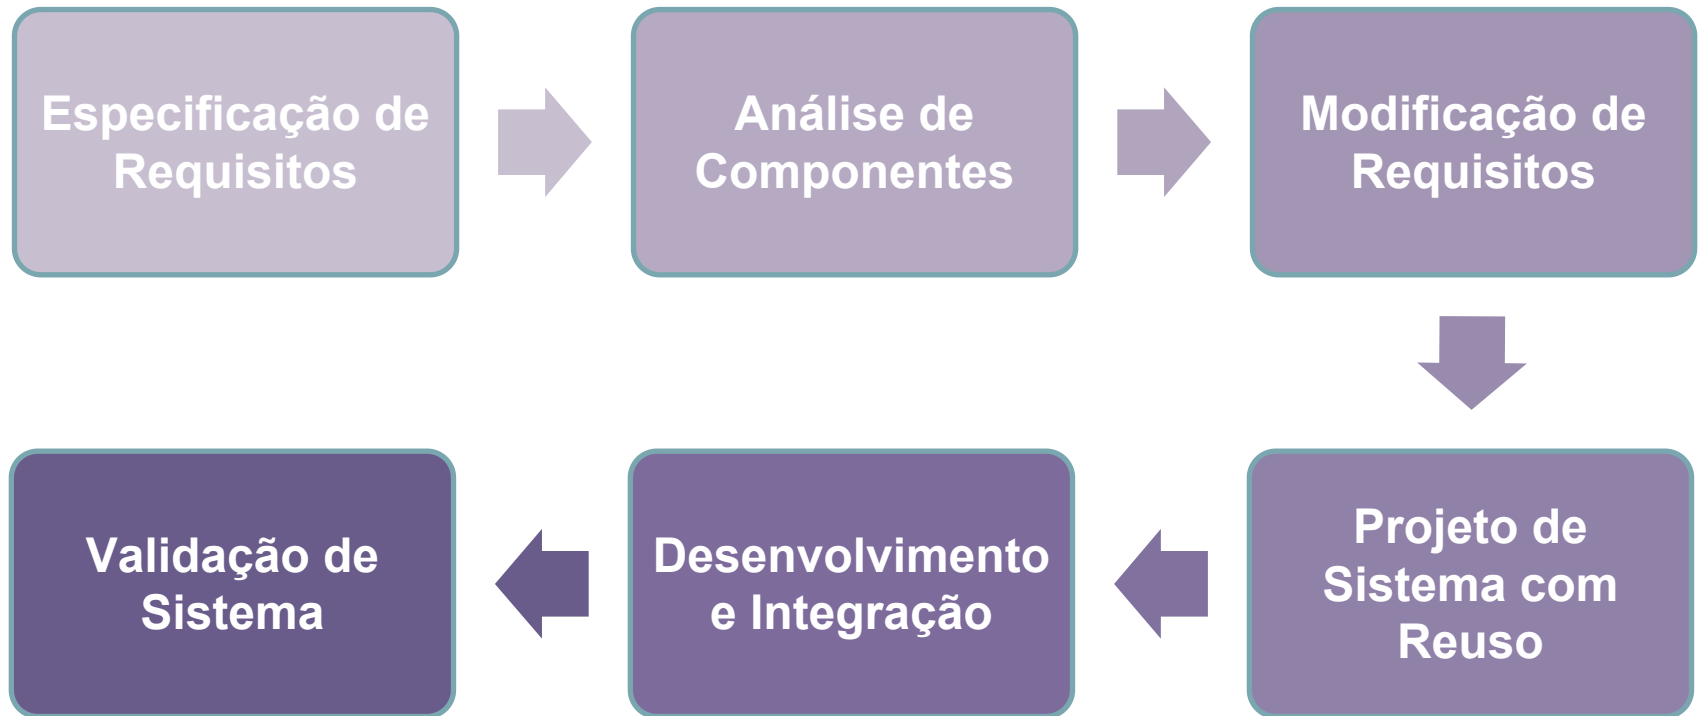 Especificação de
Requisitos
Análise de
Componentes
Modificação de
Requisitos
Projeto de
Sistema com
Reuso
Desenvolvimento
e Integração
Validação de
Sistema